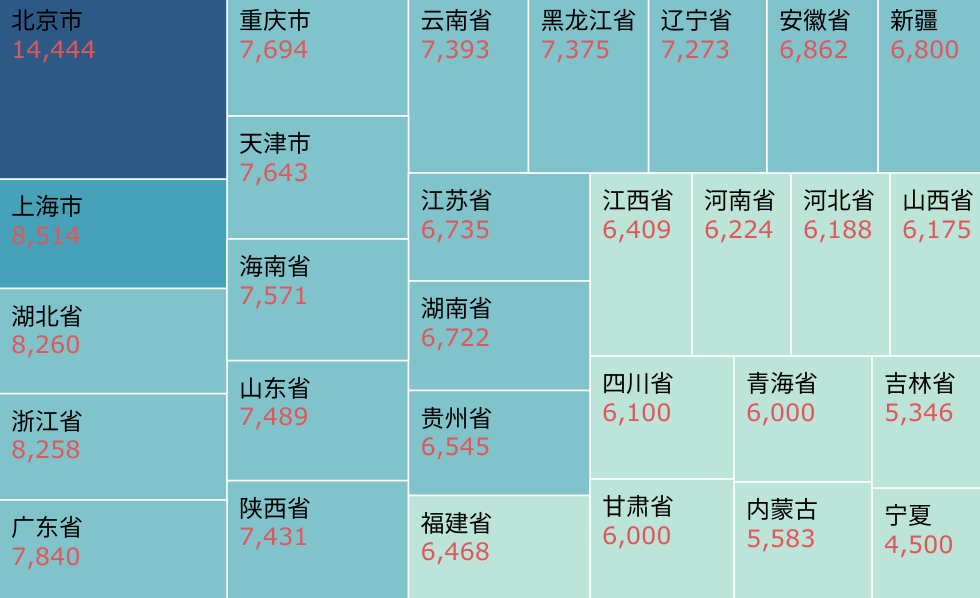 北京市
14,444
上海市
8,514
湖北省
8,260
浙江省
8,258
广东省
7,840
重庆市
7,694
天津市
7,643
海南省
7,571
山东省
7,489
陕西省
7,431
云南省
7,393
黑龙江省
7,375
辽宁省
7,273
安徽省
6,862
新疆
6,800
江苏省
6,735
湖南省
6,722
贵州省
6,545
福建省
6,468
江西省
6,409
河南省
6,224
河北省
6,188
山西省
6,175
四川省
6,100
青海省
6,000
吉林省
5,346
甘肃省
6,000
内蒙古
5,583
宁夏
4,500